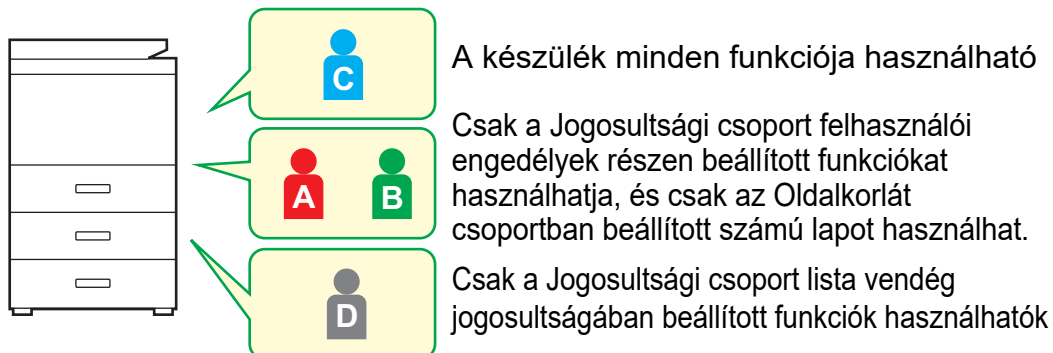 C
A készülék minden funkciója használható
A B
Csak a Jogosultsági csoport felhasználói
engedélyek részen beállított funkciókat
használhatja, és csak az Oldalkorlát
csoportban beállított számú lapot használhat.
D
Csak a Jogosultsági csoport lista vendég
jogosultságában beállított funkciók használhatók